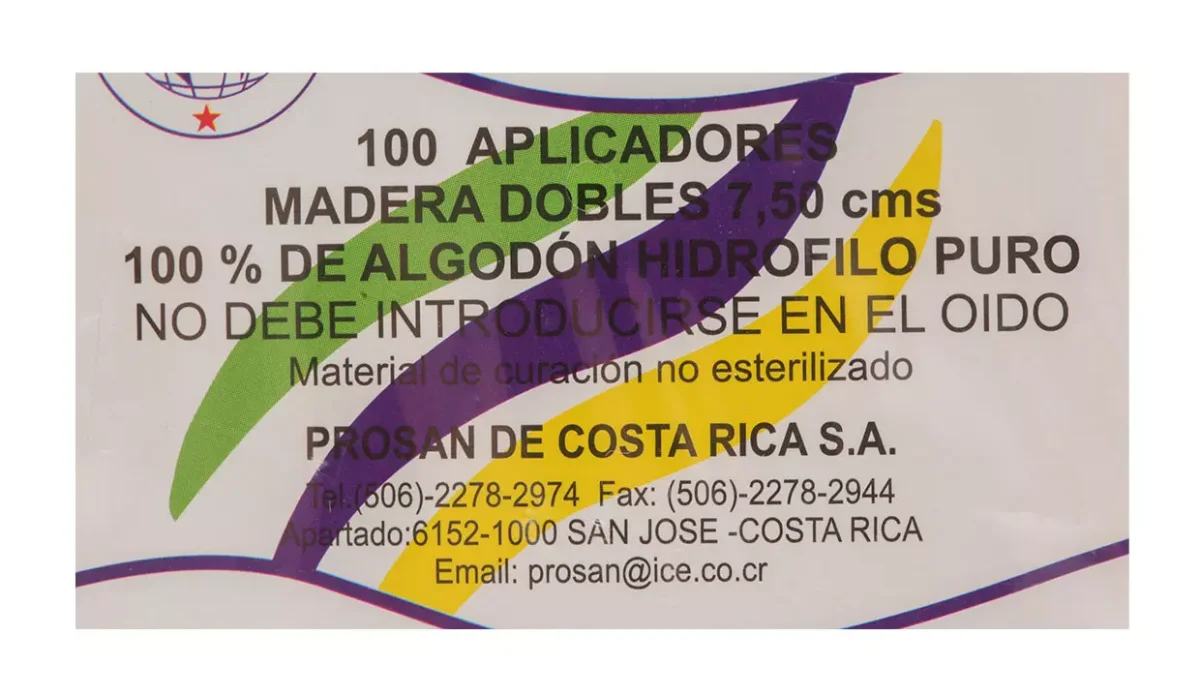 100 APLICADORES
MADERA DOBLES 7,50 cms
100 % DE ALGODÓN HIDROFILO PURO
NO DEBE INTRODUCIRSE EN EL OIDO
Material de curación no esterilizado
PROSAN DE COSTA RICA S.A.
Tel.(506)-2278-2974 Fax: (506)-2278-2944
Apartado:6152-1000 SAN JOSE -COSTA RICA
Email: prosan@ice.co.cr